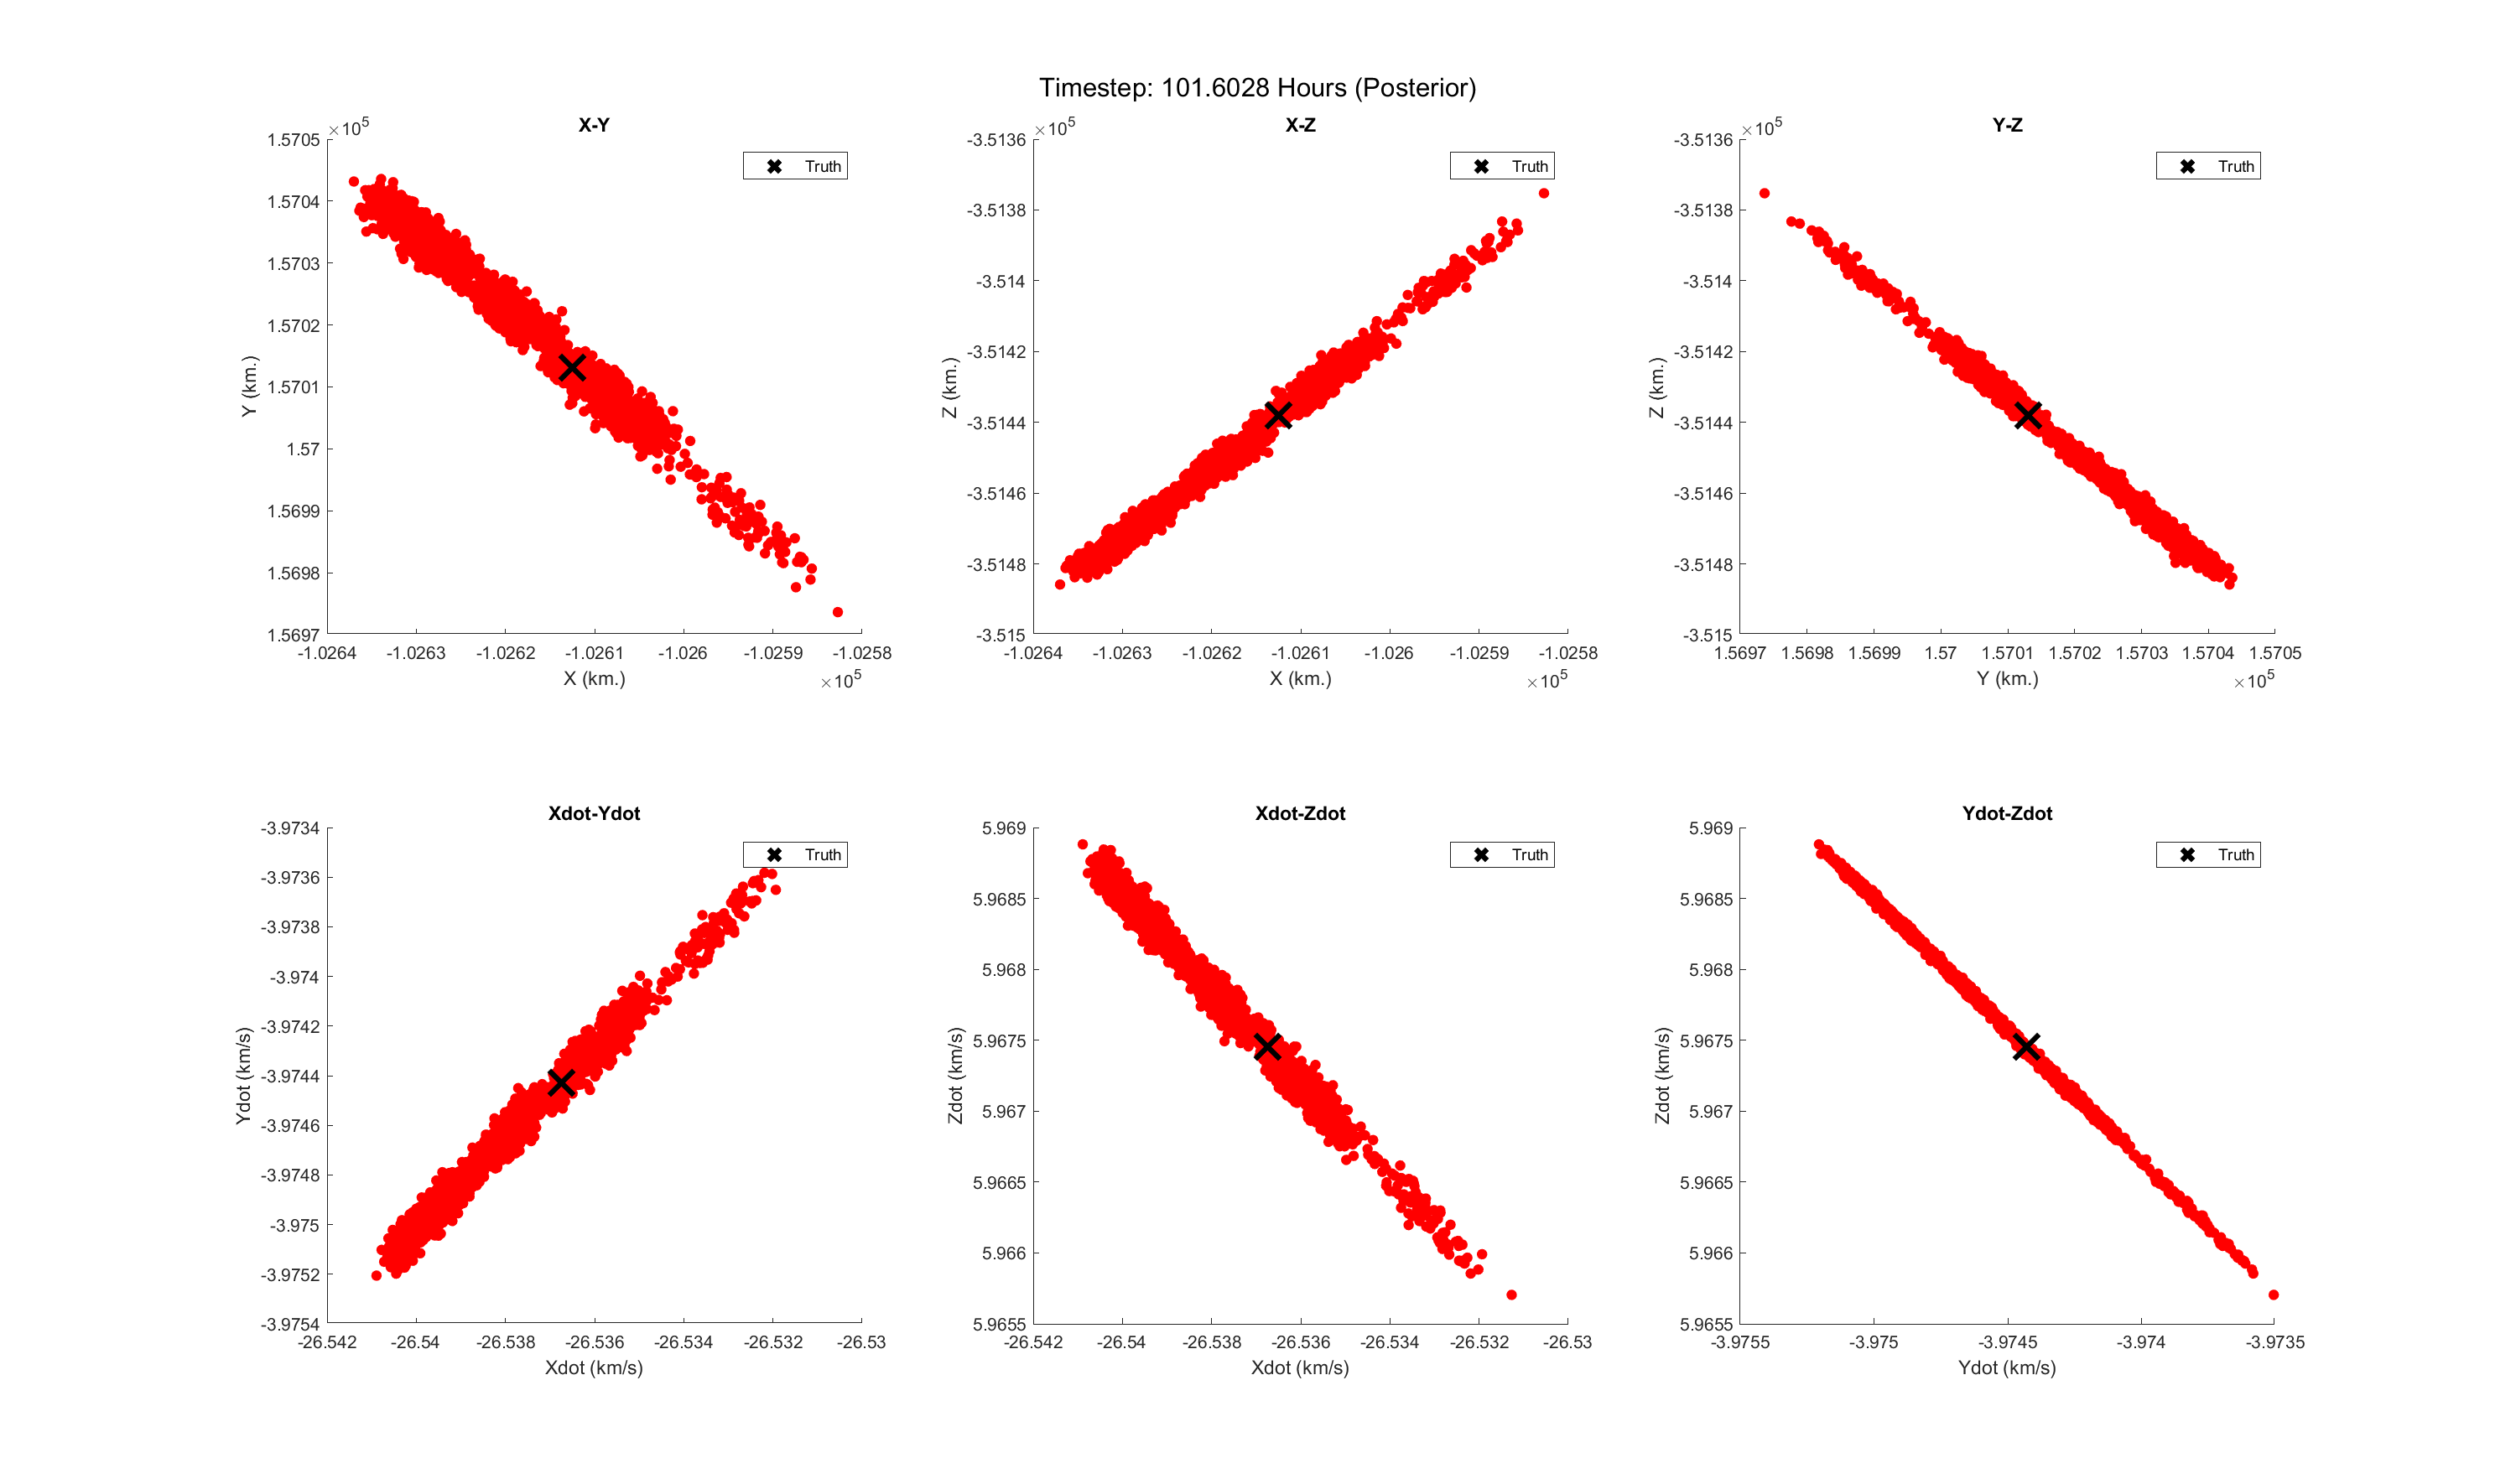 Timestep: 101.6028 Hours (Posterior)
X-Y
×10^5
1.5705
1.5704
1.5703
1.5702
1.5701
1.57
1.5699
1.5698
1.5697
Y (km.)
Truth
-1.0264 -1.0263 -1.0262 -1.0261 -1.026 -1.0259 -1.0258
X (km.)
×10^5
X-Z
×10^5
-3.5136
-3.5138
-3.514
-3.5142
-3.5144
-3.5146
-3.5148
-3.515
Z (km.)
Truth
-1.0264 -1.0263 -1.0262 -1.0261 -1.026 -1.0259 -1.0258
X (km.)
×10^5
Y-Z
×10^5
-3.5136
-3.5138
-3.514
-3.5142
-3.5144
-3.5146
-3.5148
-3.515
Z (km.)
Truth
1.5697 1.5698 1.5699 1.57 1.5701 1.5702 1.5703 1.5704 1.5705
Y (km.)
×10^5
Xdot-Ydot
-3.9734
-3.9736
-3.9738
-3.974
-3.9742
-3.9744
-3.9746
-3.9748
-3.975
-3.9752
-3.9754
Ydot (km/s)
Truth
-26.542 -26.54 -26.538 -26.536 -26.534 -26.532 -26.53
Xdot (km/s)
Xdot-Zdot
5.969
5.9685
5.968
5.9675
5.967
5.9665
5.966
5.9655
Zdot (km/s)
Truth
-26.542 -26.54 -26.538 -26.536 -26.534 -26.532 -26.53
Xdot (km/s)
Ydot-Zdot
5.969
5.9685
5.968
5.9675
5.967
5.9665
5.966
5.9655
Zdot (km/s)
Truth
-3.9755 -3.975 -3.9745 -3.974 -3.9735
Ydot (km/s)